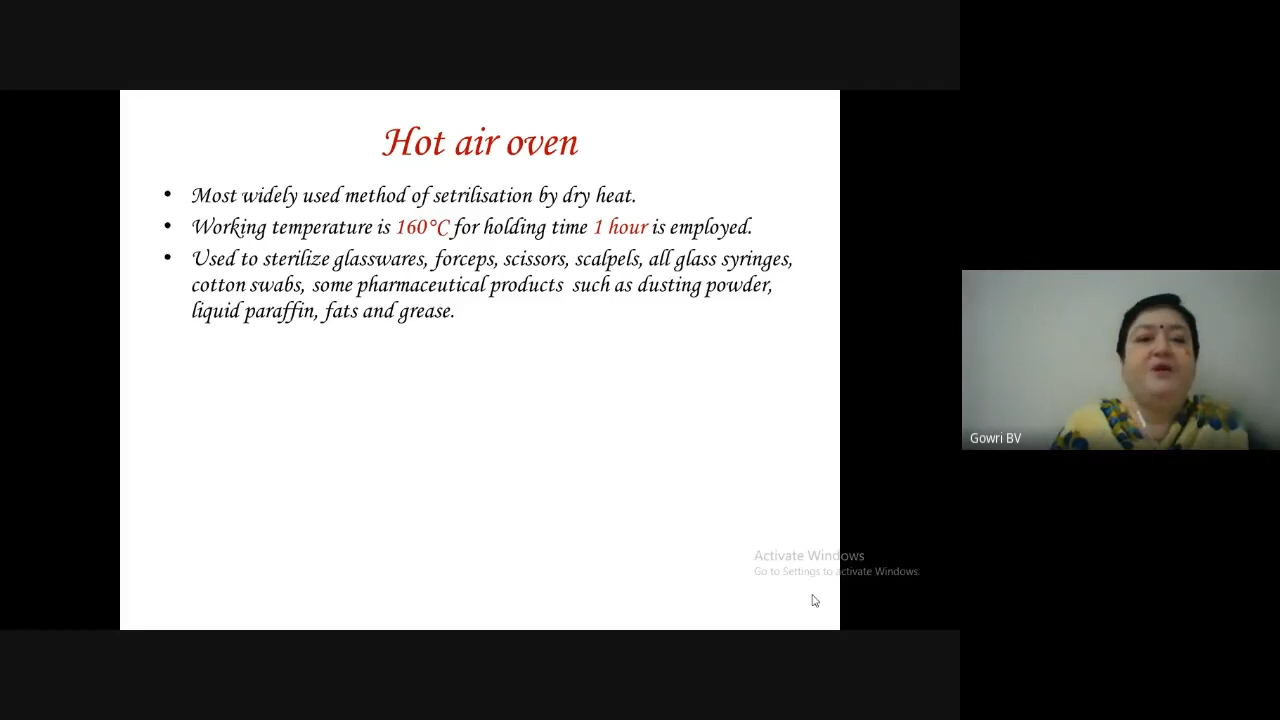 Hot air oven
• Most widely used method of setrilisation by dry heat.
• Working temperature is 160°C for holding time 1 hour is employed.
• Used to sterilize glasswares, forceps, scissors, scalpels, all glass syringes,
cotton swabs, some pharmaceutical products such as dusting powder,
liquid paraffin, fats and grease.
Gowri BV
Activate Windows
Go to Settings to activate Windows.